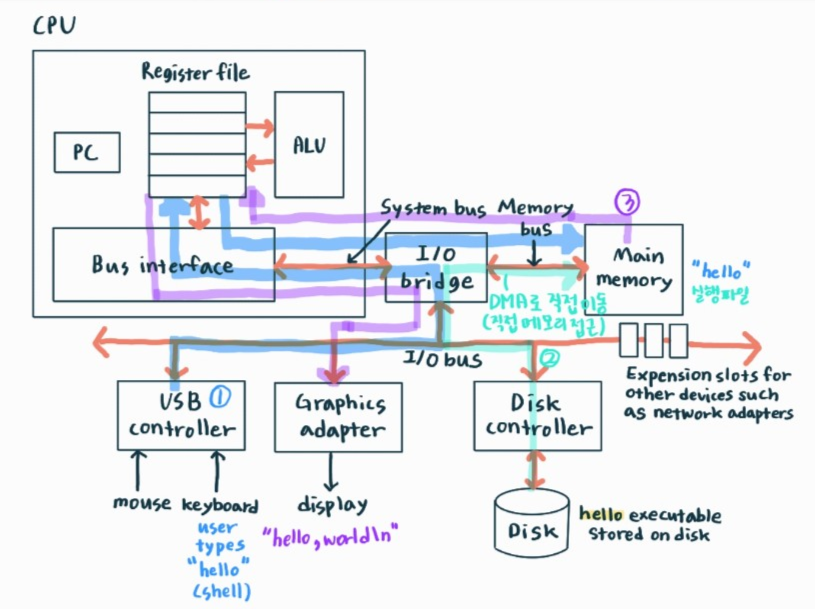 CPU
Register file
PC
ALU
System bus
Memory
bus
③
Bus interface
I/O
bridge
Main
memory
"hello"
실행파일
DMA로 직접 이동
(직접 메모리 접근)
I/O bus
②
Expension slots for
other devices such
as network adapters
USB ①
controller
Graphics
adapter
Disk
controller
mouse
keyboard
display
user
types
"hello"
(shell)
"hello, world\n"
Disk
hello executable
stored on disk